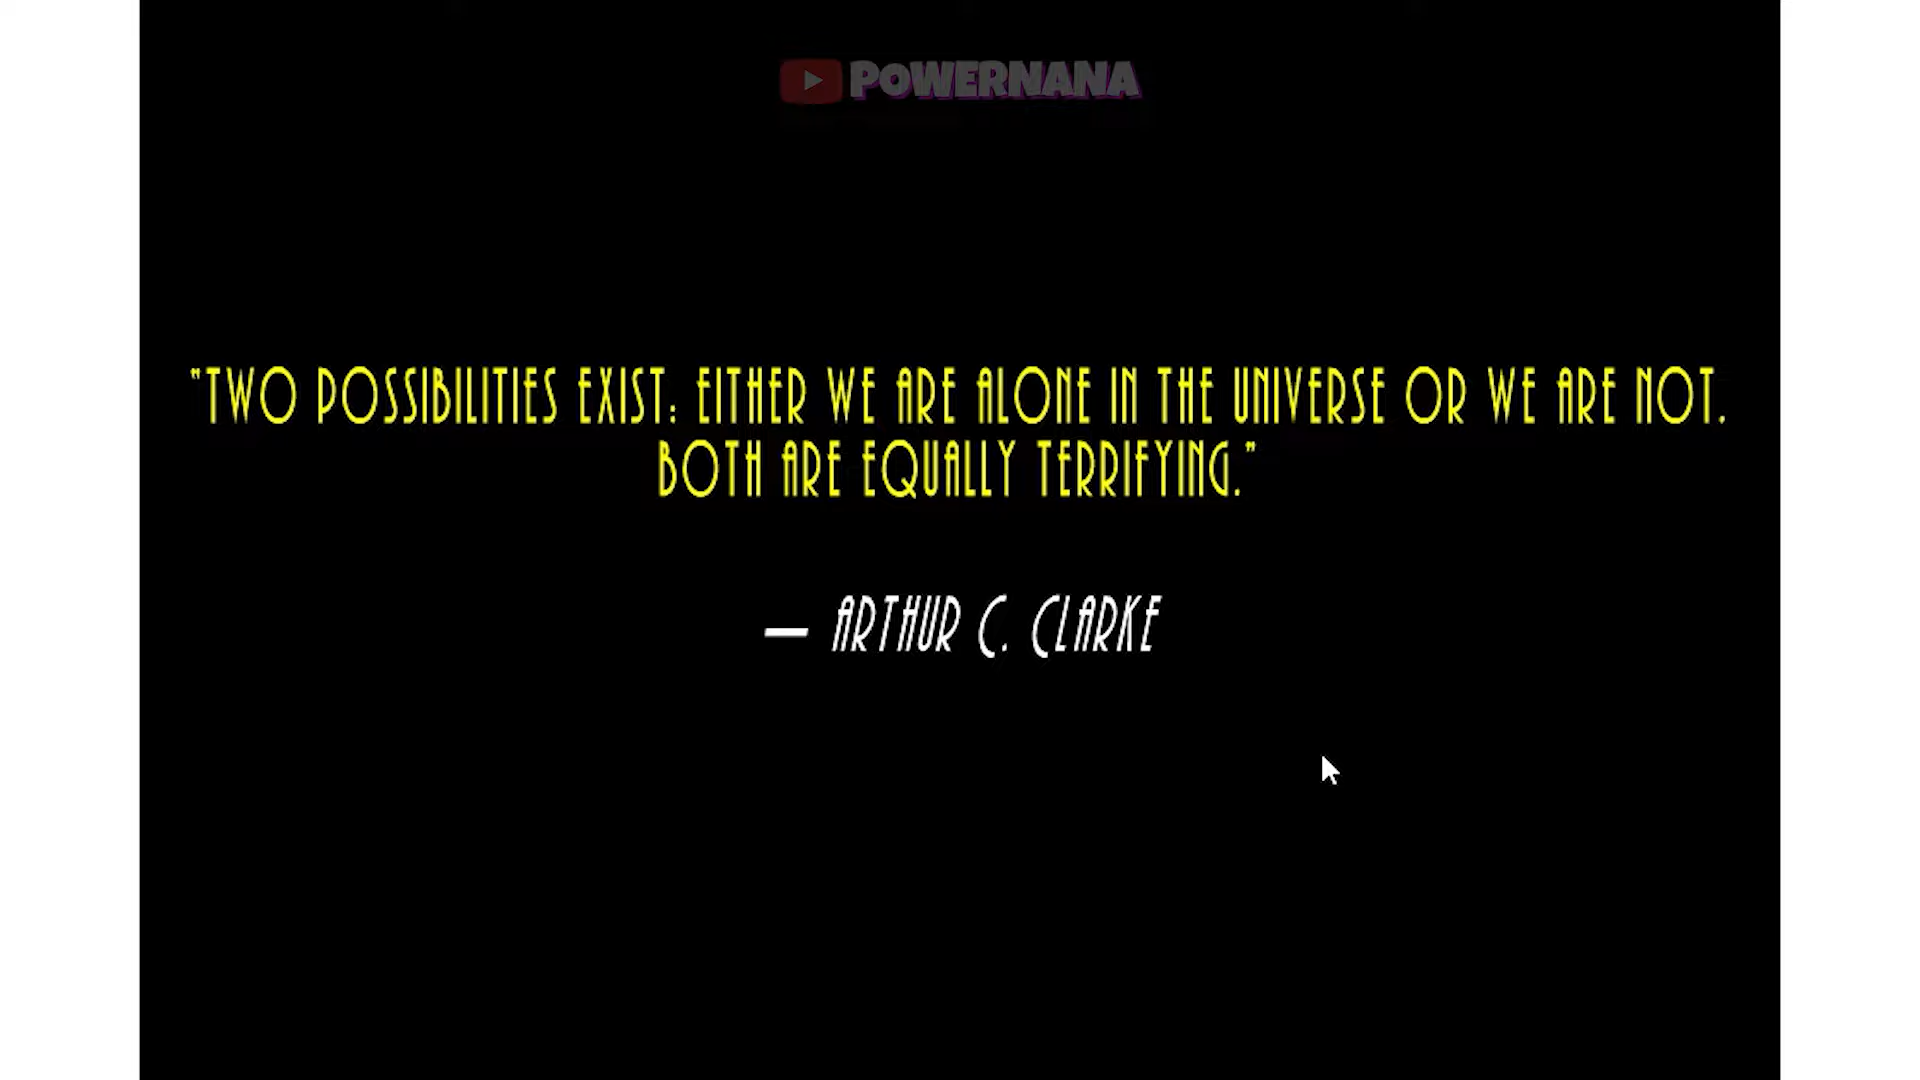 POWERNANA
"TWO POSSIBILITIES EXIST: EITHER WE ARE ALONE IN THE UNIVERSE OR WE ARE NOT.
BOTH ARE EQUALLY TERRIFYING."
— ARTHUR C. CLARKE